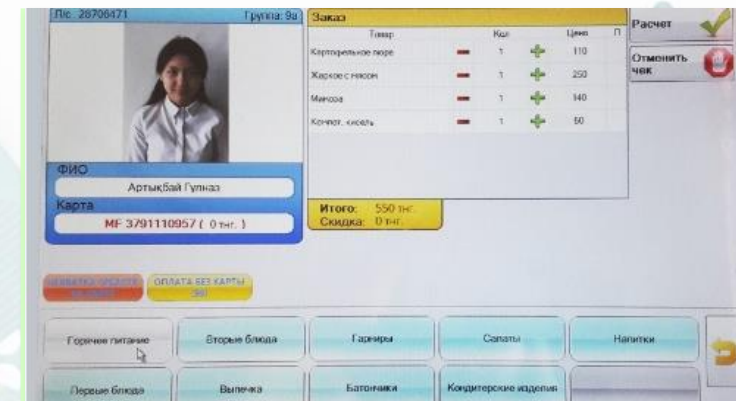 Л/с 28706471 Группа: 9а
ФИО
Артықбай Гулназ
Карта
MF 3791110957 ( 0 тнг. )
Заказ
Товар Кол Цена П
Картофельное пюре 1 110
Жаркое с мясом 1 250
Мимоза 1 140
Компот, кисель 1 50
Итого: 550 тнг.
Скидка: 0 тнг.
Расчет
Отменить
чек
ОПЛАТА БЕЗ КАРТЫ
Горячее питание
Вторые блюда
Гарниры
Салаты
Напитки
Первые блюда
Выпечка
Батончики
Кондитерские изделия